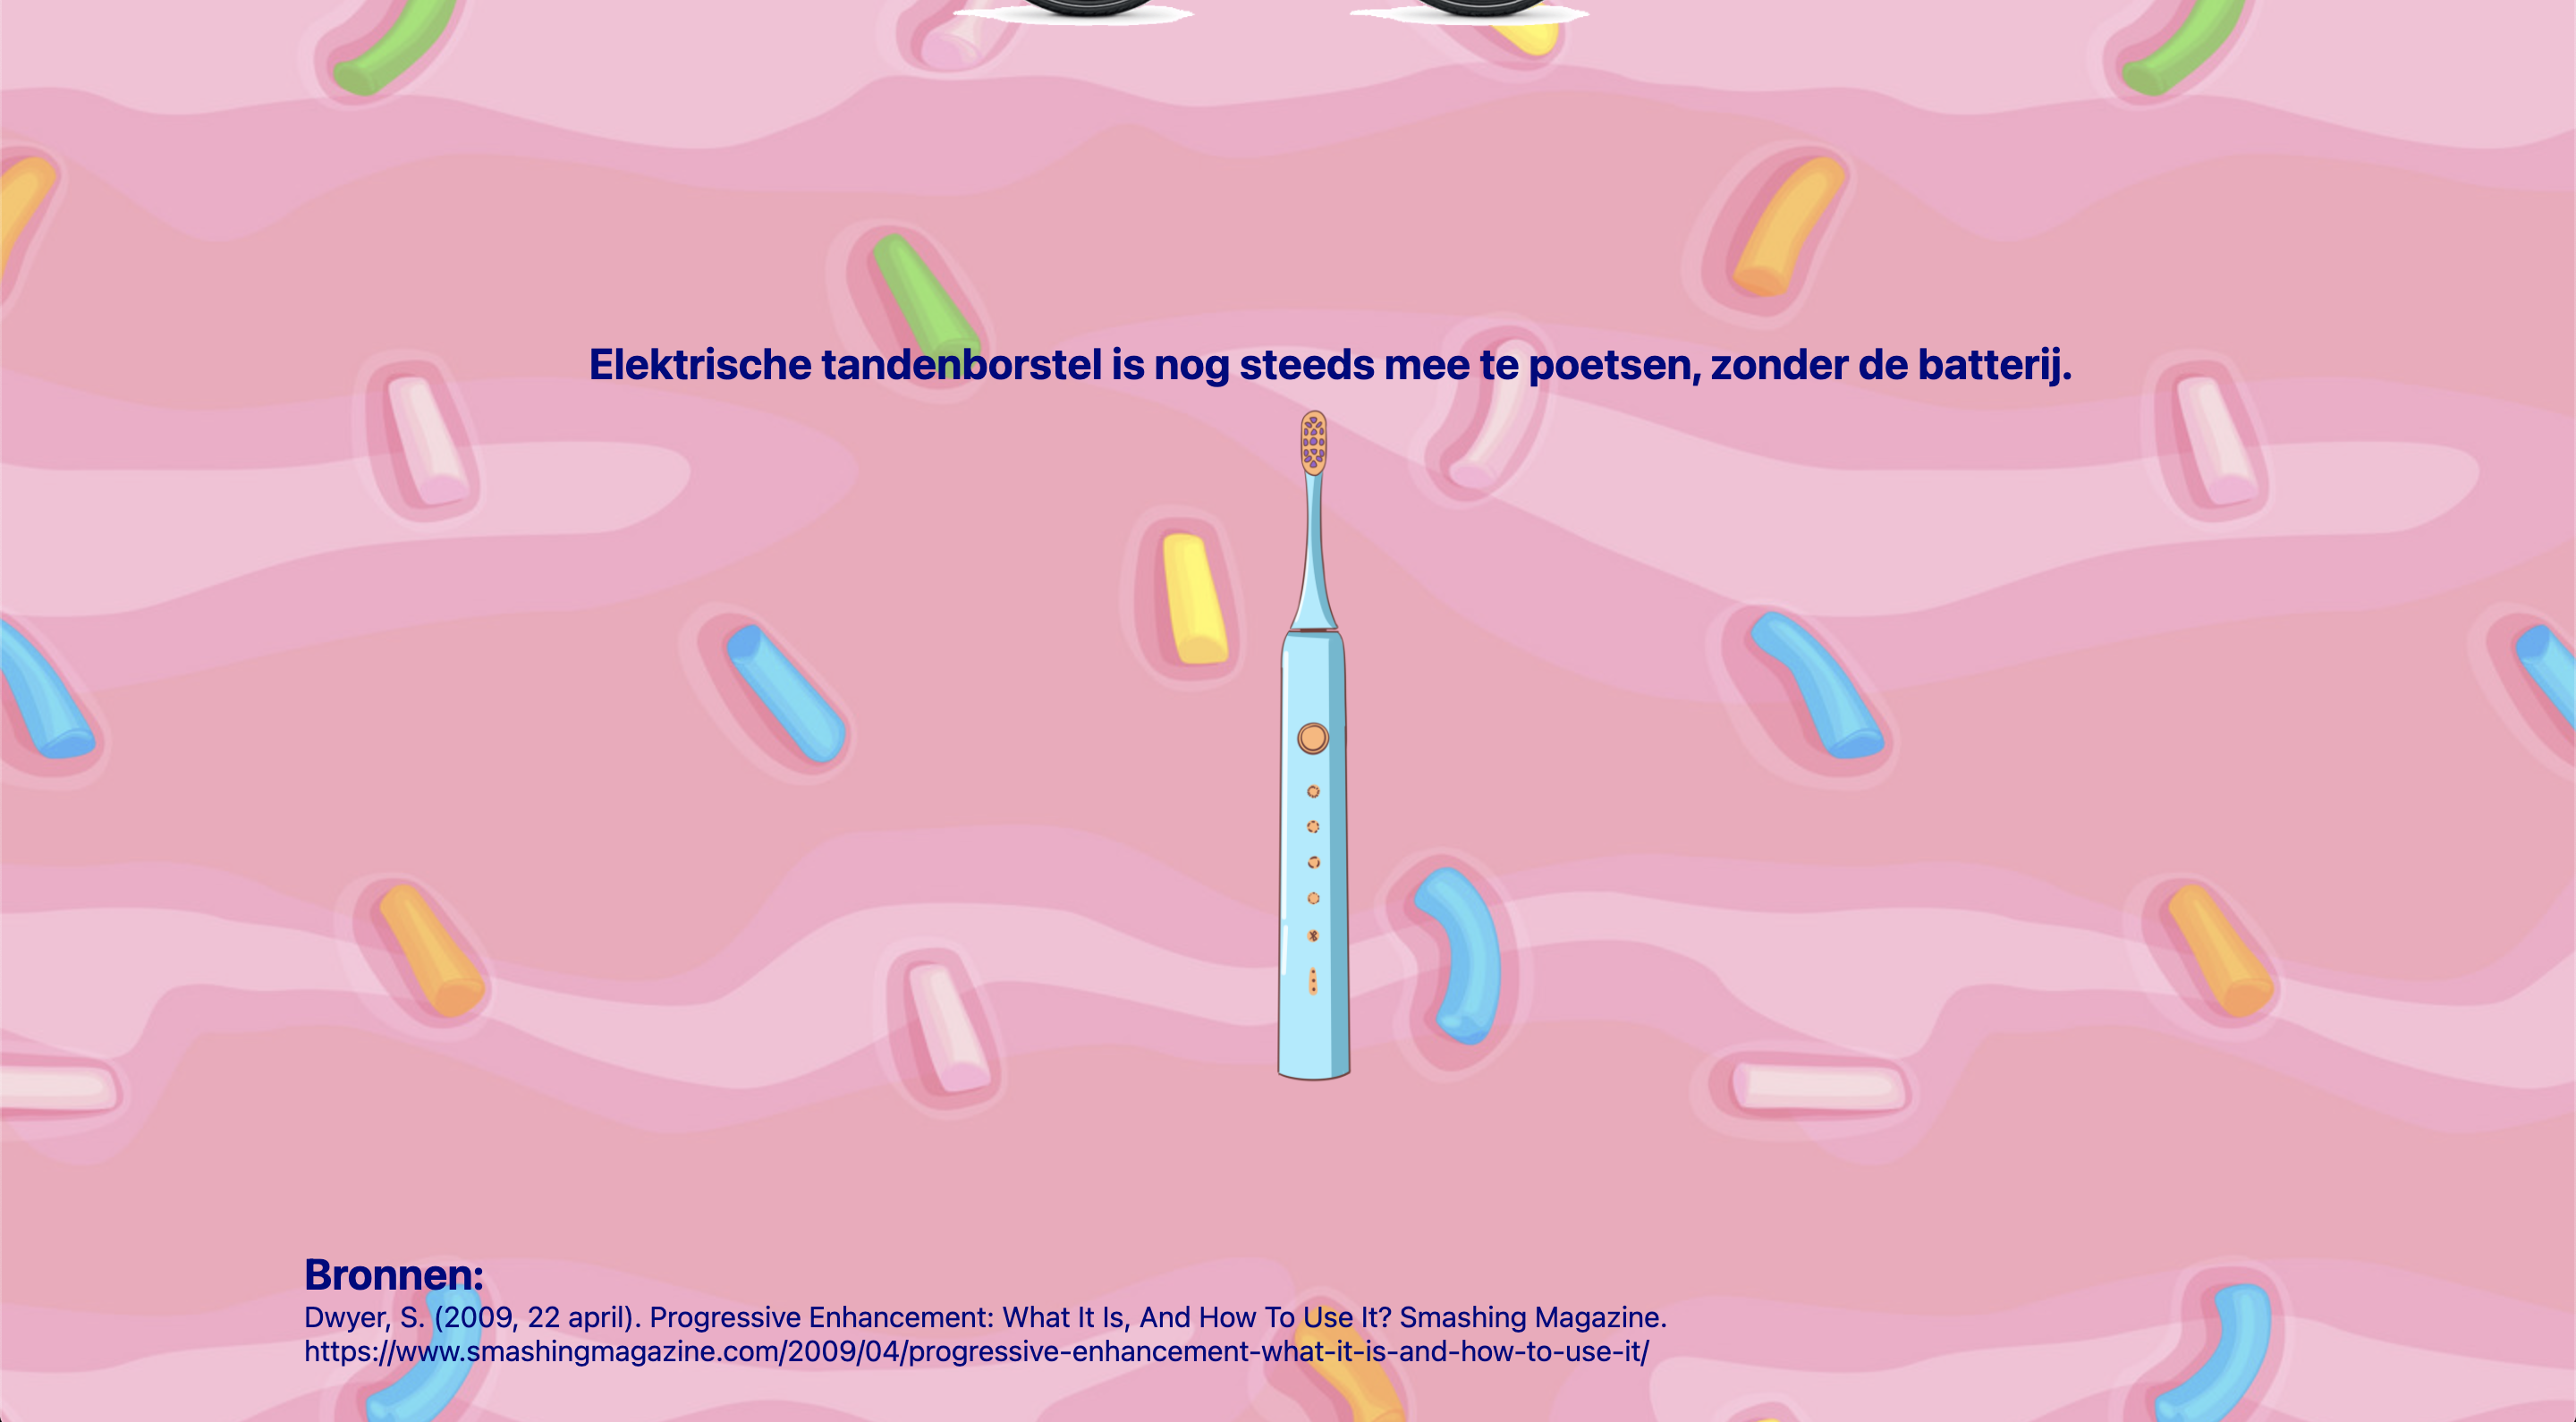 Elektrische tandenborstel is nog steeds mee te poetsen, zonder de batterij.
Bronnen:
Dwyer, S. (2009, 22 april). Progressive Enhancement: What It Is, And How To Use It? Smashing Magazine.
https://www.smashingmagazine.com/2009/04/progressive-enhancement-what-it-is-and-how-to-use-it/